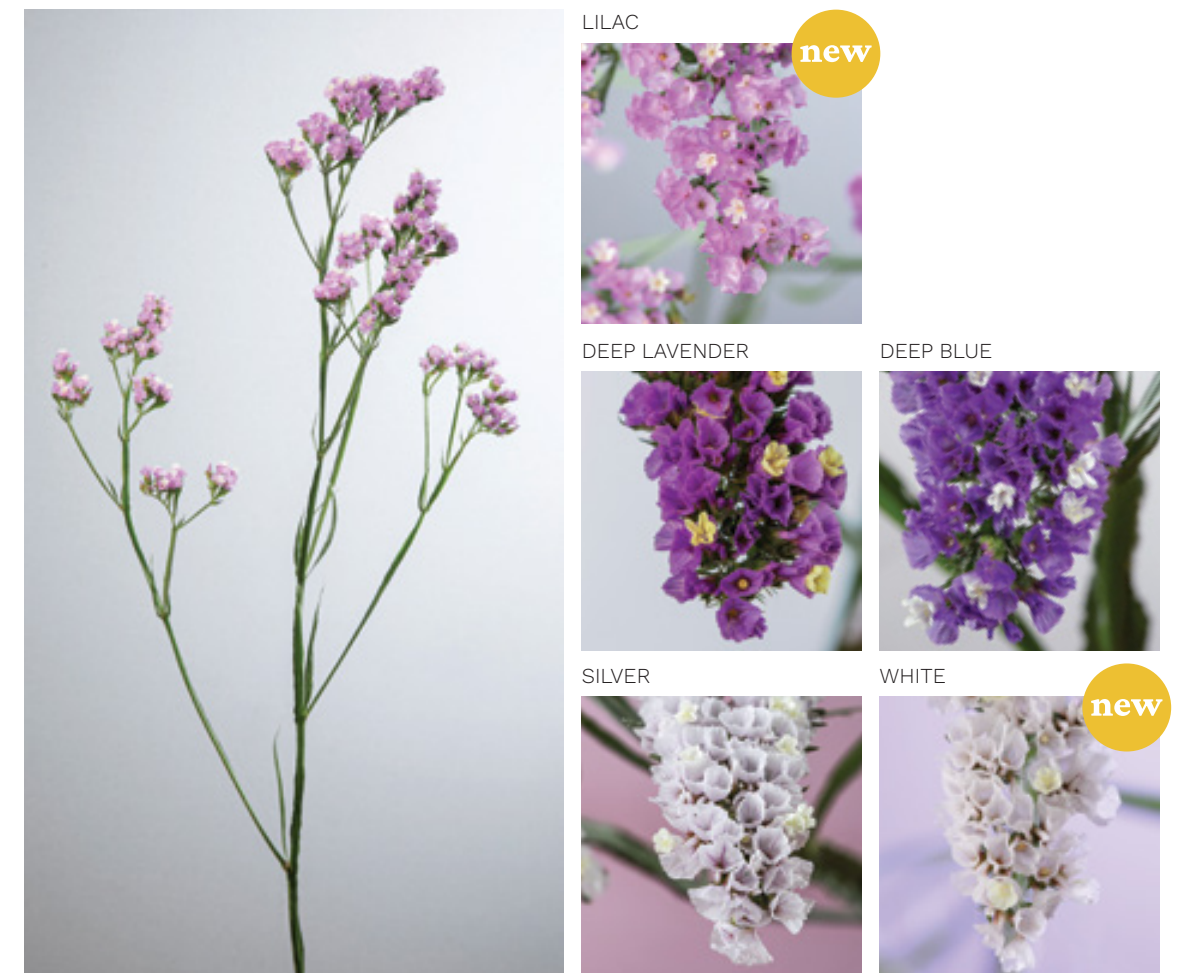 LILAC
new
DEEP LAVENDER
DEEP BLUE
SILVER
WHITE
new